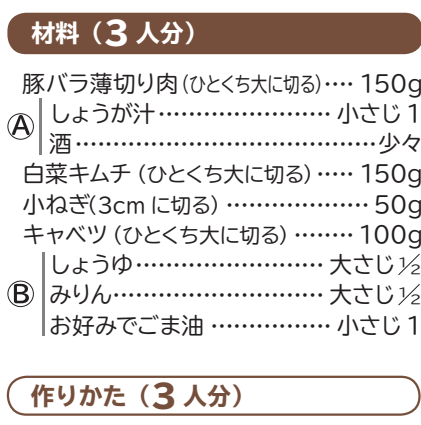 材料（3人分）
豚バラ薄切り肉（ひとくち大に切る）…… 150g
Ⓐ しょうが汁…………………… 小さじ1
酒…………………………………少々
白菜キムチ（ひとくち大に切る）…… 150g
小ねぎ（3cmに切る）……………… 50g
キャベツ（ひとくち大に切る）……… 100g
しょうゆ……………………… 大さじ½
Ⓑ みりん……………………… 大さじ½
お好みでごま油……………… 小さじ1
作りかた（3人分）